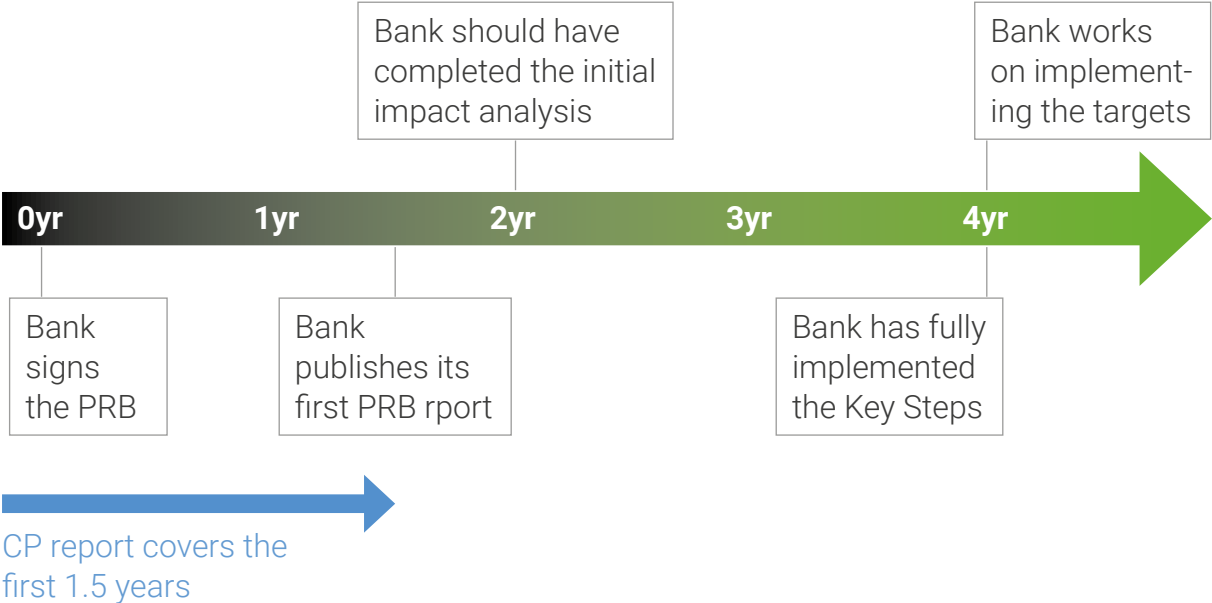 Bank should have
completed the initial
impact analysis
Bank works
on implement-
ing the targets
0yr
1yr
2yr
3yr
4yr
Bank
signs
the PRB
Bank
publishes its
first PRB rport
Bank has fully
implemented
the Key Steps
CP report covers the
first 1.5 years